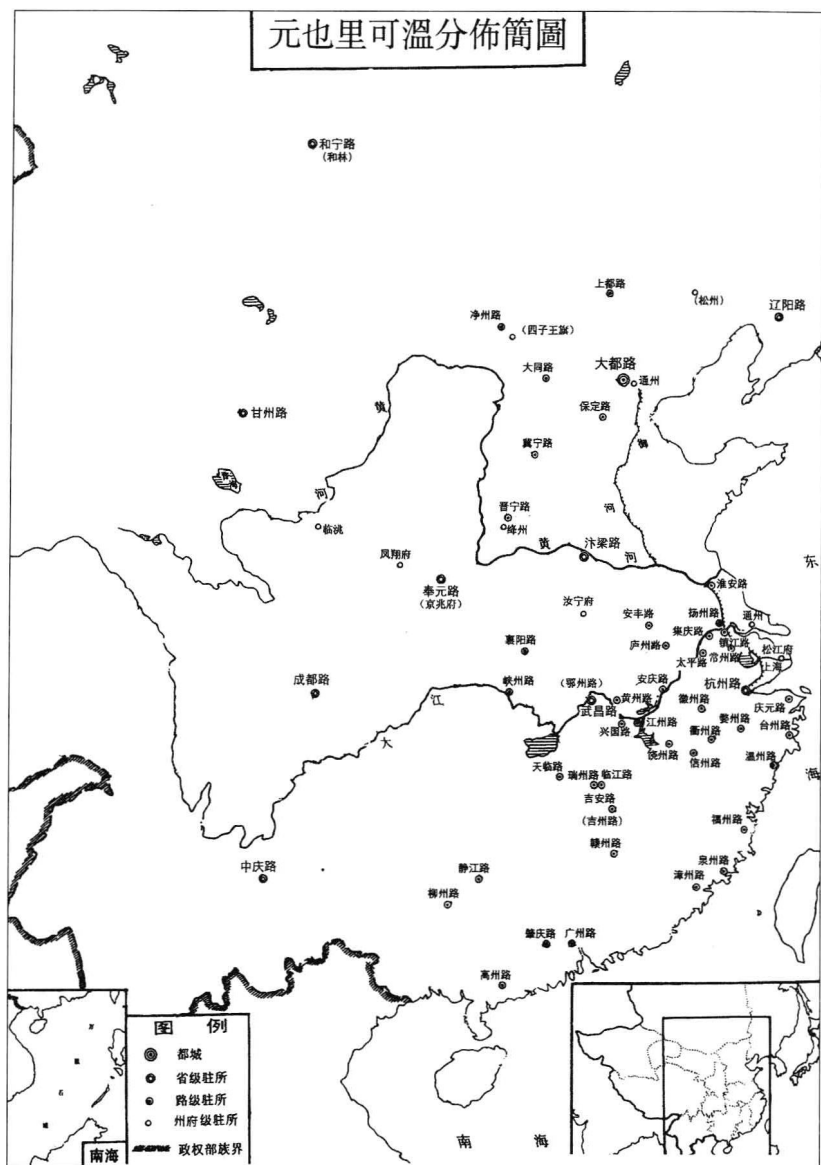 元也里可溫分佈簡圖
和宁路
(和林)
上都路
(松州)
辽阳路
净州路
(四子王旗)
大都路
通州
大同路
保定路
甘州路
黄
河
御
河
冀宁路
青海
晋宁路
绛州
临洮
黄
河
汴梁路
凤翔府
奉元路
(京兆府)
淮安路
东
汝宁府
安丰路
扬州路
通州
集庆路
镇江路
庐州路
襄阳路
太平路
常州路
松江府
上海
成都路
峡州路
(鄂州路)
黄州路
安庆路
杭州路
徽州路
庆元路
大
江
武昌路
兴国路
江州路
衢州路
婺州路
台州路
饶州路
信州路
温州路
海
天临路
瑞州路
临江路
吉安路
(吉州路)
福州路
赣州路
中庆路
静江路
泉州路
漳州路
柳州路
肇庆路
广州路
高州路
图 例
都城
省级驻所
路级驻所
州府级驻所
政权部族界
南海
南 海